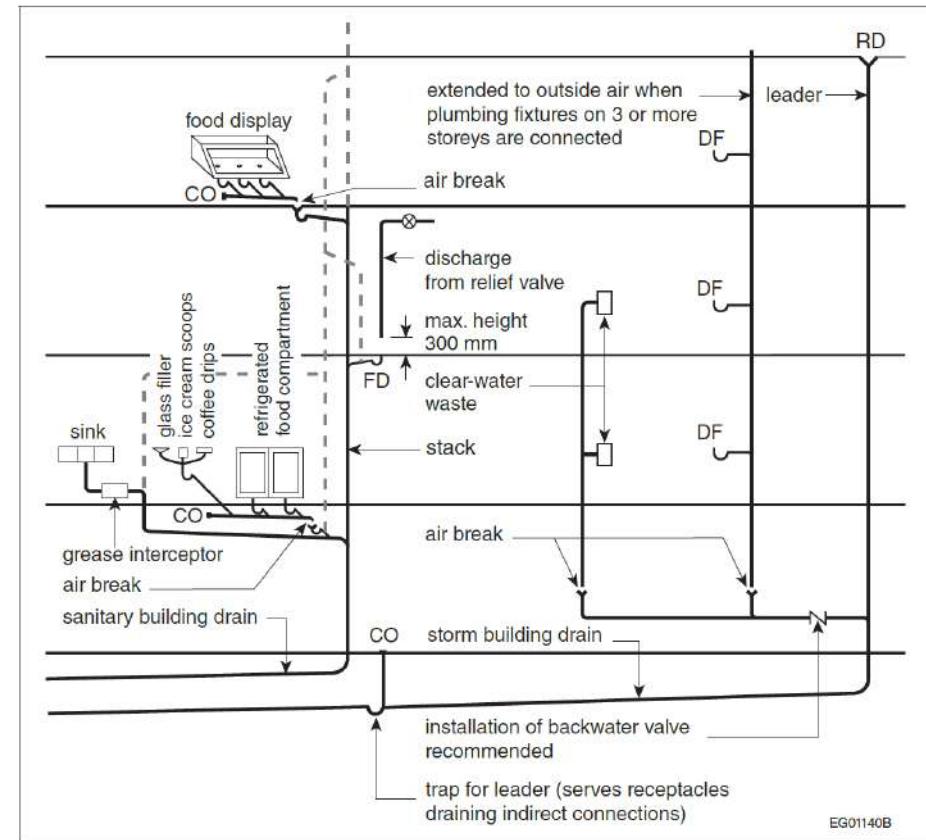 RD
extended to outside air when
plumbing fixtures on 3 or more
storeys are connected
leader
DF
food display
CO
air break
discharge
from relief valve
DF
max. height
300 mm
glass filler
ice cream scoops
coffee drips
refrigerated
food compartment
FD
clear-water
waste
sink
stack
DF
CO
grease interceptor
air break
air break
sanitary building drain
CO
storm building drain
installation of backwater valve
recommended
trap for leader (serves receptacles
draining indirect connections)
EG01140B